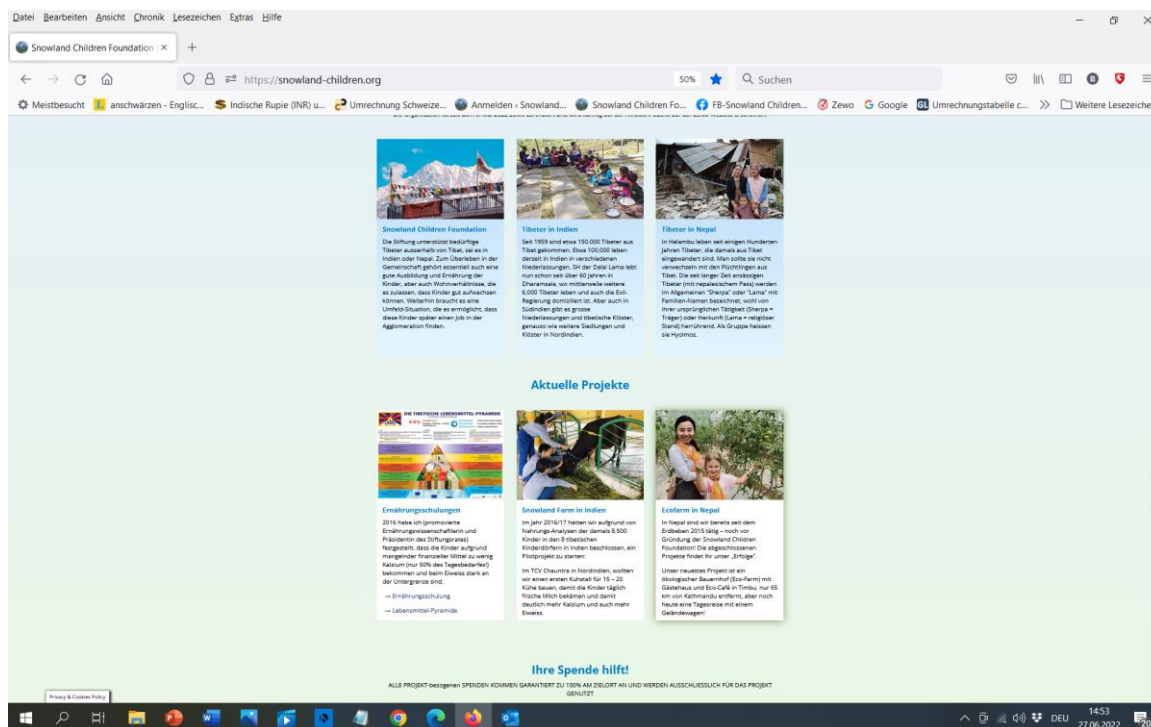 Datei Bearbeiten Ansicht Chronik Lesezeichen Extras Hilfe
Snowland Children Foundation
https://snowland-children.org
50%
Suchen
Meistbesucht
anschwärzen - Englisc...
Indische Rupie (INR) u...
Umrechnung Schweize...
Anmelden ‹ Snowland...
Snowland Children Fo...
FB-Snowland Children...
Zewo
Google
Umrechnungstabelle c...
Weitere Lesezeiche
Snowland Children Foundation
Die Stiftung unterstützt bedürftige
Tibeter ausserhalb von Tibet, sei es in
Indien oder Nepal. Zum Überleben in der
Gemeinschaft gehört essentiell auch eine
gute Ausbildung und Ernährung der
Kinder, aber auch Wohnverhältnisse, die
es zulassen, dass Kinder gut aufwachsen
können. Weiterhin braucht es eine
Umfeld-Situation, die es ermöglicht, dass
diese Kinder später einen Job in der
Agglomeration finden.
Tibeter in Indien
Seit 1959 sind etwa 150.000 Tibeter aus
Tibet gekommen. Etwa 100,000 leben
derzeit in Indien in verschiedenen
Niederlassungen. SH der Dalai Lama lebt
nun schon seit über 60 Jahren in
Dharamsala, wo mittlerweile weitere
6.000 Tibeter leben und auch die Exil-
Regierung domiziliert ist. Aber auch in
Südindien gibt es grosse
Niederlassungen und tibetische Klöster,
genauso wie weitere Siedlungen und
Klöster in Nordindien.
Tibeter in Nepal
In Helambu leben seit einigen Hunderten
Jahren Tibeter, die damals aus Tibet
eingewandert sind. Man sollte sie nicht
verwechseln mit den Flüchtlingen aus
Tibet. Die seit langer Zeit ansässigen
Tibeter (mit nepalesischem Pass) werden
im Allgemeinen "Sherpa" oder "Lama" mit
Familien-Namen bezeichnet, wohl von
ihrer ursprünglichen Tätigkeit (Sherpa =
Träger) oder Herkunft (Lama = religiöser
Stand) herrührend. Als Gruppe heissen
sie Hyolmos.
Aktuelle Projekte
DIE TIBETISCHE LEBENSMITTEL-PYRAMIDE
Ernährungsschulungen
2016 habe ich (promovierte
Ernährungswissenschaftlerin und
Präsidentin des Stiftungsrates)
festgestellt, dass die Kinder aufgrund
mangelnder finanzieller Mittel zu wenig
Kalzium (nur 50% des Tagesbedarfes!)
bekommen und beim Eiweiss stark an
der Untergrenze sind.
→ Ernährungsschulung
→ Lebensmittel-Pyramide
Snowland Farm in Indien
Im Jahr 2016/17 hatten wir aufgrund von
Nahrungs-Analysen der damals 8,500
Kinder in den 8 tibetischen
Kinderdörfern in Indien beschlossen, ein
Pilotprojekt zu starten:
Im TCV Chauntra in Nordindien, wollten
wir einen ersten Kuhstall für 15 – 20
Kühe bauen, damit die Kinder täglich
frische Milch bekämen und damit
deutlich mehr Kalzium und auch mehr
Eiweiss.
Ecofarm in Nepal
In Nepal sind wir bereits seit dem
Erdbeben 2015 tätig – noch vor
Gründung der Snowland Children
Foundation! Die abgeschlossenen
Projekte findet Ihr unter „Erfolge".
Unser neuestes Projekt ist ein
ökologischer Bauernhof (Eco-Farm) mit
Gästehaus und Eco-Café in Timbu, nur 65
km von Kathmandu entfernt, aber noch
heute eine Tagesreise mit einem
Geländewagen!
Ihre Spende hilft!
ALLE PROJEKT-bezogenen SPENDEN KOMMEN GARANTIERT ZU 100% AM ZIELORT AN UND WERDEN AUSSCHLIESSLICH FÜR DAS PROJEKT
GENUTZT
Privacy & Cookies Policy
DEU
14:53
27.06.2022